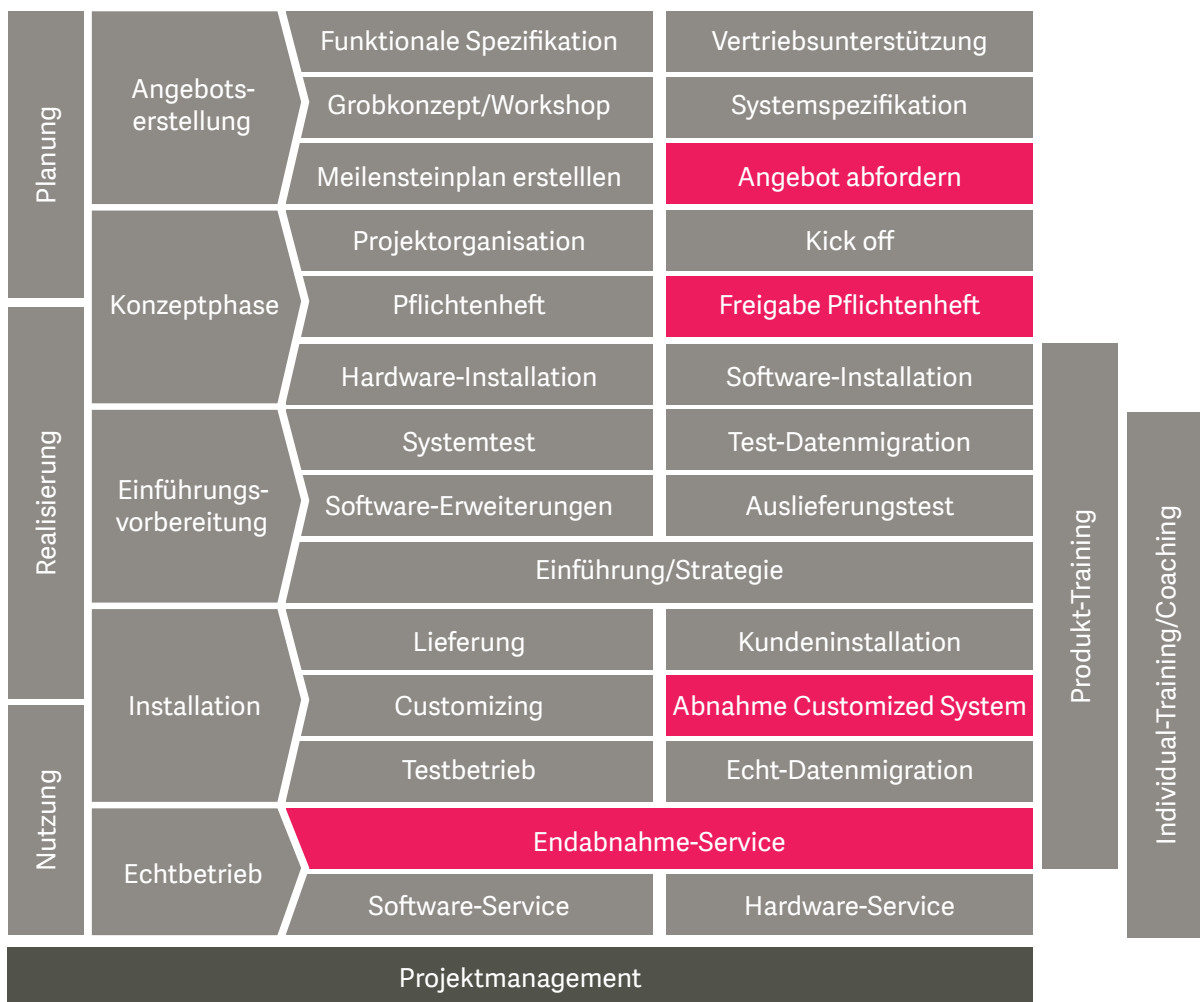 Planung
Realisierung
Nutzung
Angebots-
erstellung
Funktionale Spezifikation
Vertriebsunterstützung
Grobkonzept/Workshop
Systemspezifikation
Meilensteinplan erstelllen
Angebot abfordern
Konzeptphase
Projektorganisation
Kick off
Pflichtenheft
Freigabe Pflichtenheft
Hardware-Installation
Software-Installation
Einführungs-
vorbereitung
Systemtest
Test-Datenmigration
Software-Erweiterungen
Auslieferungstest
Einführung/Strategie
Installation
Lieferung
Kundeninstallation
Customizing
Abnahme Customized System
Testbetrieb
Echt-Datenmigration
Echtbetrieb
Endabnahme-Service
Software-Service
Hardware-Service
Produkt-Training
Individual-Training/Coaching
Projektmanagement